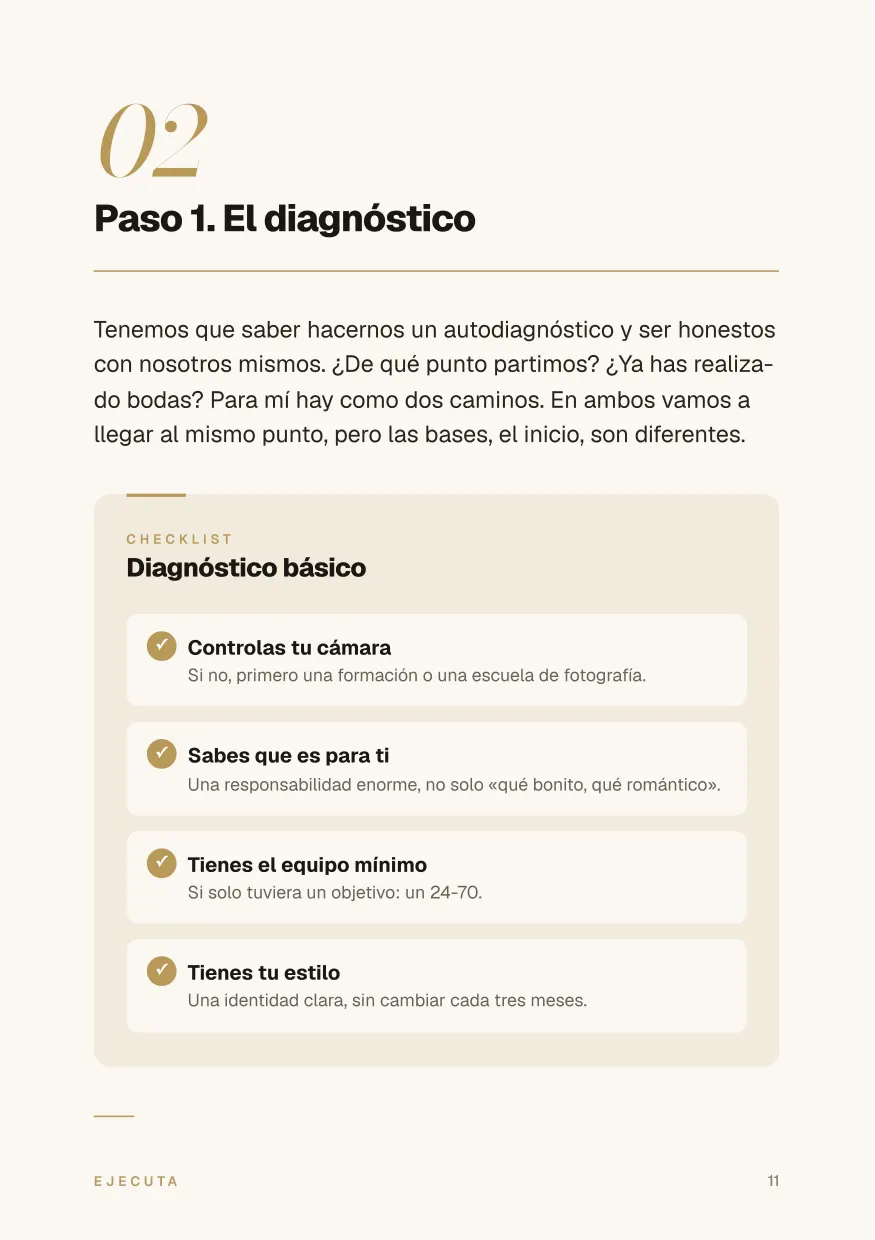 02
Paso 1. El diagnóstico
Tenemos que saber hacernos un autodiagnóstico y ser honestos
con nosotros mismos. ¿De qué punto partimos? ¿Ya has realiza-
do bodas? Para mí hay como dos caminos. En ambos vamos a
llegar al mismo punto, pero las bases, el inicio, son diferentes.
CHECKLIST
Diagnóstico básico
Controlas tu cámara
Si no, primero una formación o una escuela de fotografía.
Sabes que es para ti
Una responsabilidad enorme, no solo «qué bonito, qué romántico».
Tienes el equipo mínimo
Si solo tuviera un objetivo: un 24-70.
Tienes tu estilo
Una identidad clara, sin cambiar cada tres meses.
EJECUTA
11